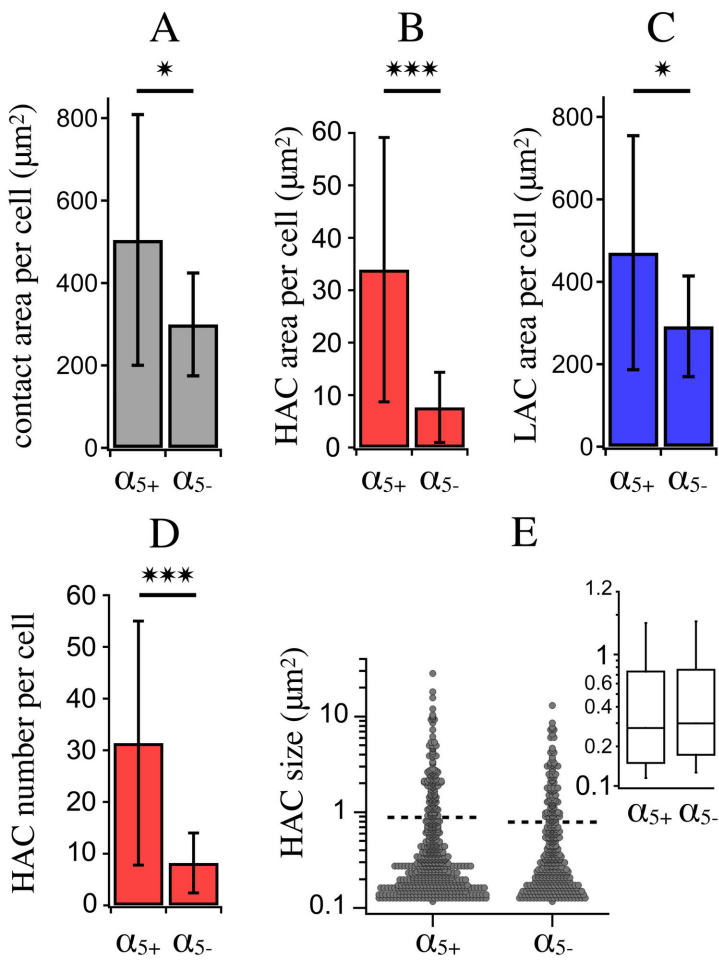 A
✷
contact area per cell (μm²)
800
600
400
200
0
α5+ α5-
B
✷✷✷
HAC area per cell (μm²)
60
50
40
30
20
10
0
α5+ α5-
C
✷
LAC area per cell (μm²)
800
600
400
200
0
α5+ α5-
D
✷✷✷
HAC number per cell
60
50
40
30
20
10
0
α5+ α5-
E
HAC size (μm²)
10
1
0.1
α5+ α5-
1.2
1
0.6
0.4
0.2
0.1
α5+ α5-